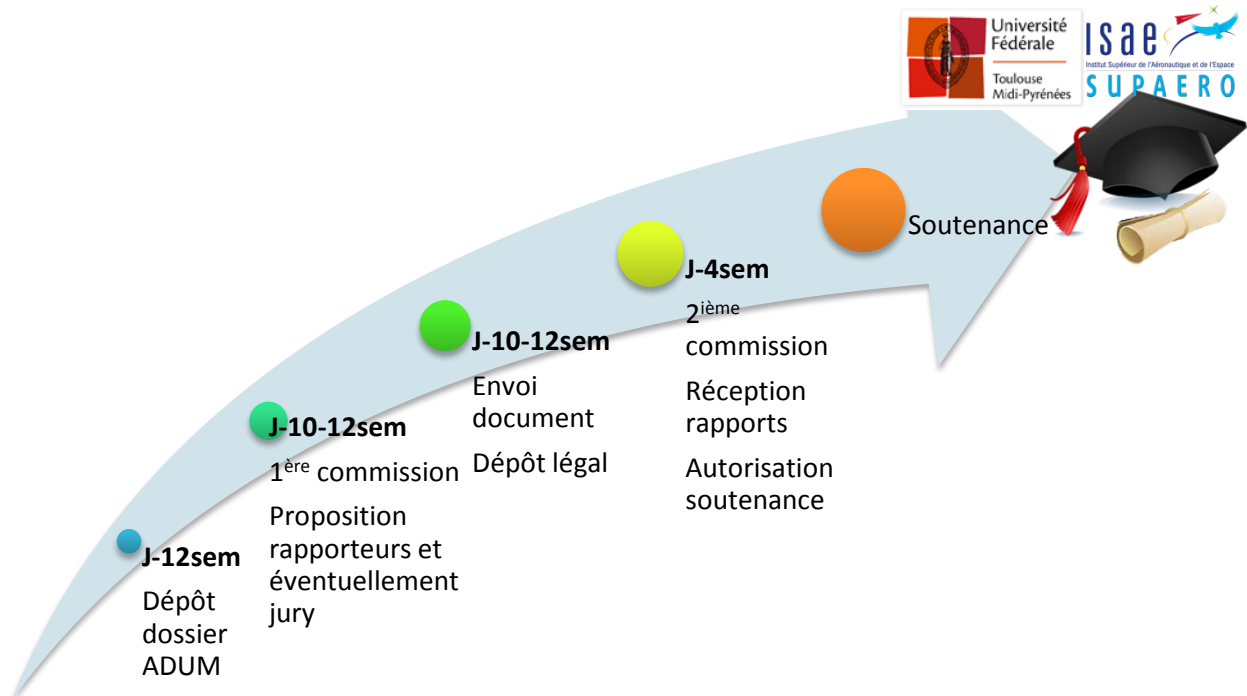 Université
Fédérale
Toulouse
Midi-Pyrénées
isae
Institut Supérieur de l'Aéronautique et de l'Espace
SUPAERO
J-12sem
Dépôt
dossier
ADUM
J-10-12sem
1ère commission
Proposition
rapporteurs et
éventuellement
jury
J-10-12sem
Envoi
document
Dépôt légal
J-4sem
2ième
commission
Réception
rapports
Autorisation
soutenance
Soutenance